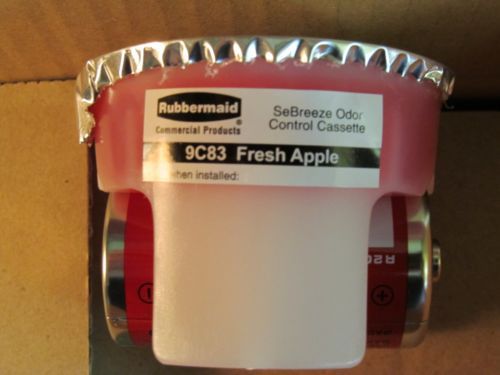 Rubbermaid®
Commercial Products
SeBreeze Odor
Control Cassette
9C83 Fresh Apple
when installed: